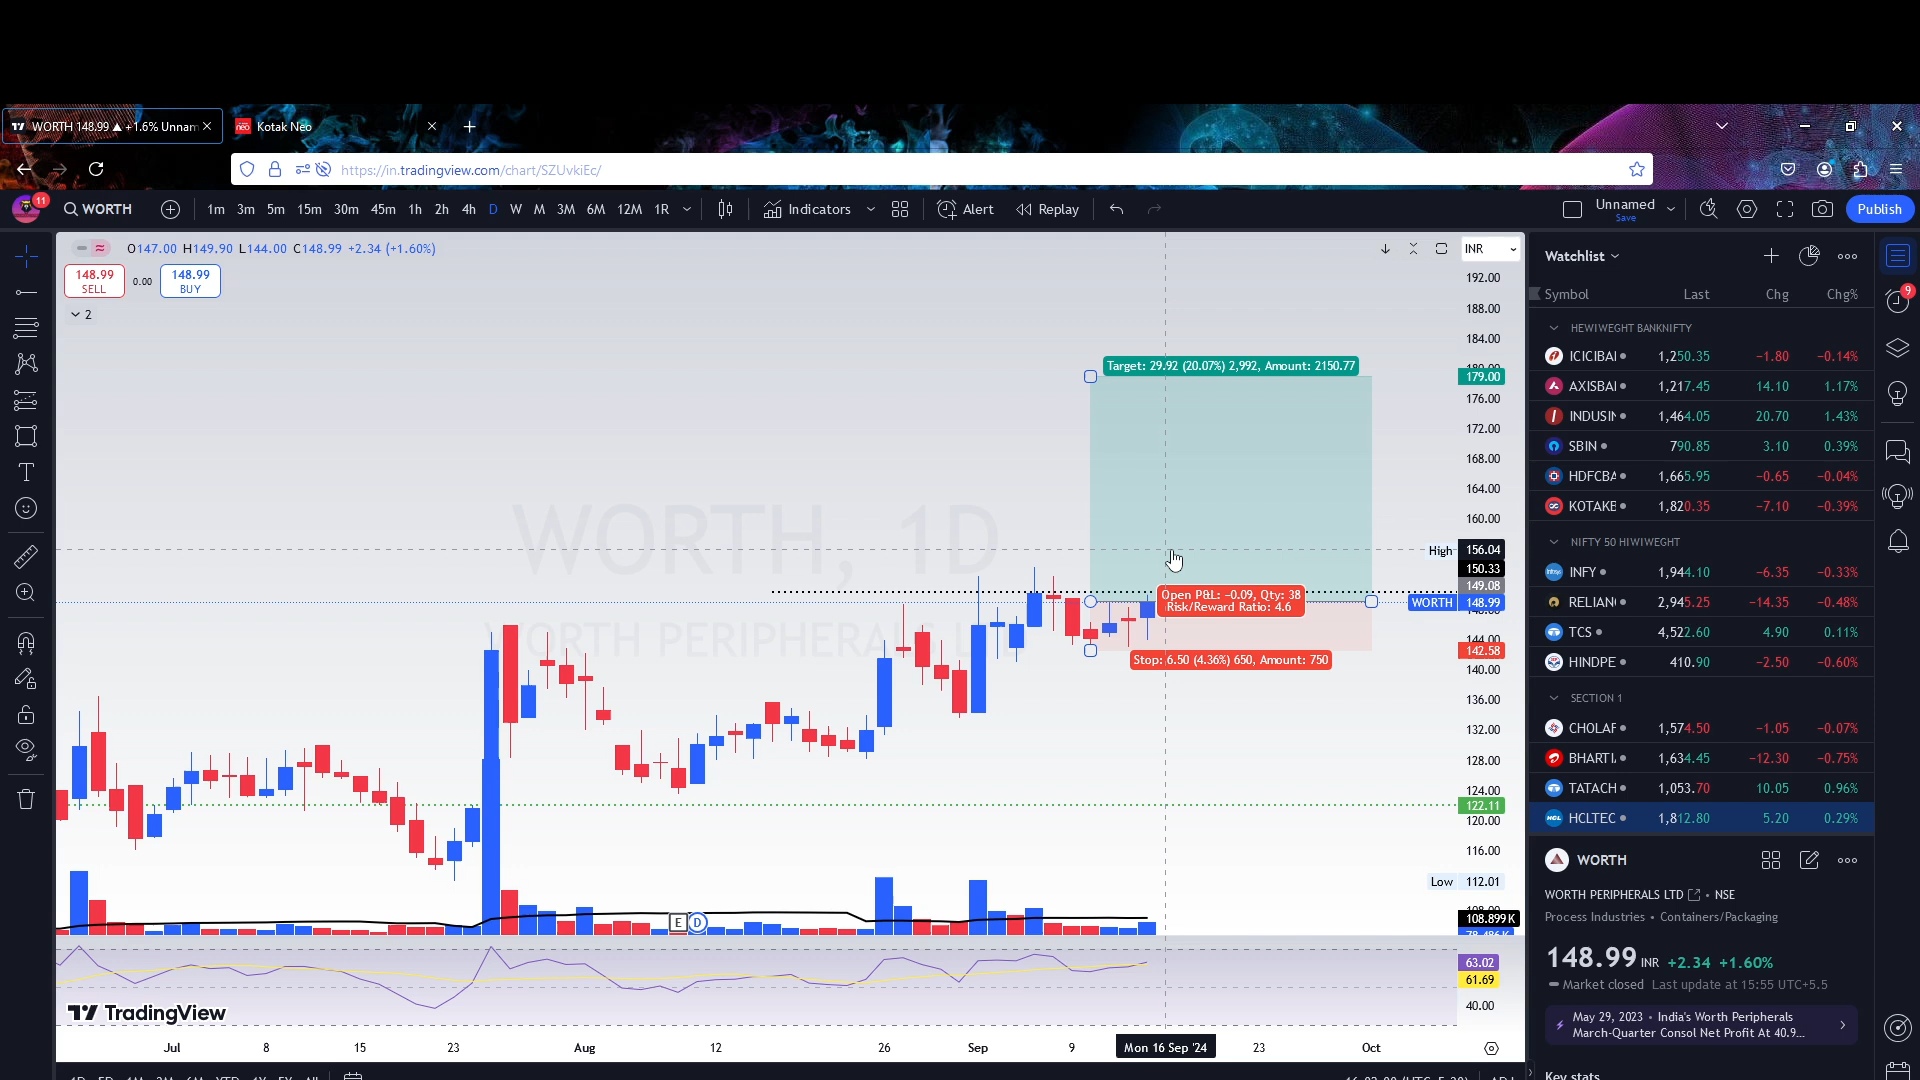 WORTH 148.99 ▲ +1.6% Unnam
neo Kotak Neo
https://in.tradingview.com/chart/SZUvkiEc/
11 WORTH 1m 3m 5m 15m 30m 45m 1h 2h 4h D W M 3M 6M 12M 1R Indicators Alert Replay Unnamed Save Publish
O147.00 H149.90 L144.00 C148.99 +2.34 (+1.60%)
INR
148.99 SELL 0.00 148.99 BUY
2
192.00
188.00
184.00
Target: 29.92 (20.07%) 2,992, Amount: 2150.77
179.00
176.00
172.00
168.00
164.00
160.00
WORTH, 1D
High 156.04
150.33
149.08
Open P&L: −0.09, Qty: 38
Risk/Reward Ratio: 4.6
WORTH 148.99
WORTH PERIPHERALS LTD
144.00
142.58
Stop: 6.50 (4.36%) 650, Amount: 750
140.00
136.00
132.00
128.00
124.00
122.11
120.00
116.00
Low 112.01
E D
108.899K
63.02
61.69
40.00
TradingView
Jul 8 15 23 Aug 12 26 Sep 9 Mon 16 Sep '24 23 Oct
Watchlist
9
Symbol Last Chg Chg%
HEWIWEGHT BANKNIFTY
ICICIBAI 1,250.35 −1.80 −0.14%
AXISBAI 1,217.45 14.10 1.17%
INDUSIN 1,464.05 20.70 1.43%
SBIN 790.85 3.10 0.39%
HDFCBA 1,665.95 −0.65 −0.04%
KOTAKB 1,820.35 −7.10 −0.39%
NIFTY 50 HIWIWEGHT
INFY 1,944.10 −6.35 −0.33%
RELIAN 2,945.25 −14.35 −0.48%
TCS 4,522.60 4.90 0.11%
HINDPE 410.90 −2.50 −0.60%
SECTION 1
CHOLAF 1,574.50 −1.05 −0.07%
BHARTI 1,634.45 −12.30 −0.75%
TATACH 1,053.70 10.05 0.96%
HCL HCLTEC 1,812.80 5.20 0.29%
WORTH
WORTH PERIPHERALS LTD • NSE
Process Industries • Containers/Packaging
148.99 INR +2.34 +1.60%
Market closed Last update at 15:55 UTC+5.5
May 29, 2023 • India's Worth Peripherals
March-Quarter Consol Net Profit At 40.9...
Key stats